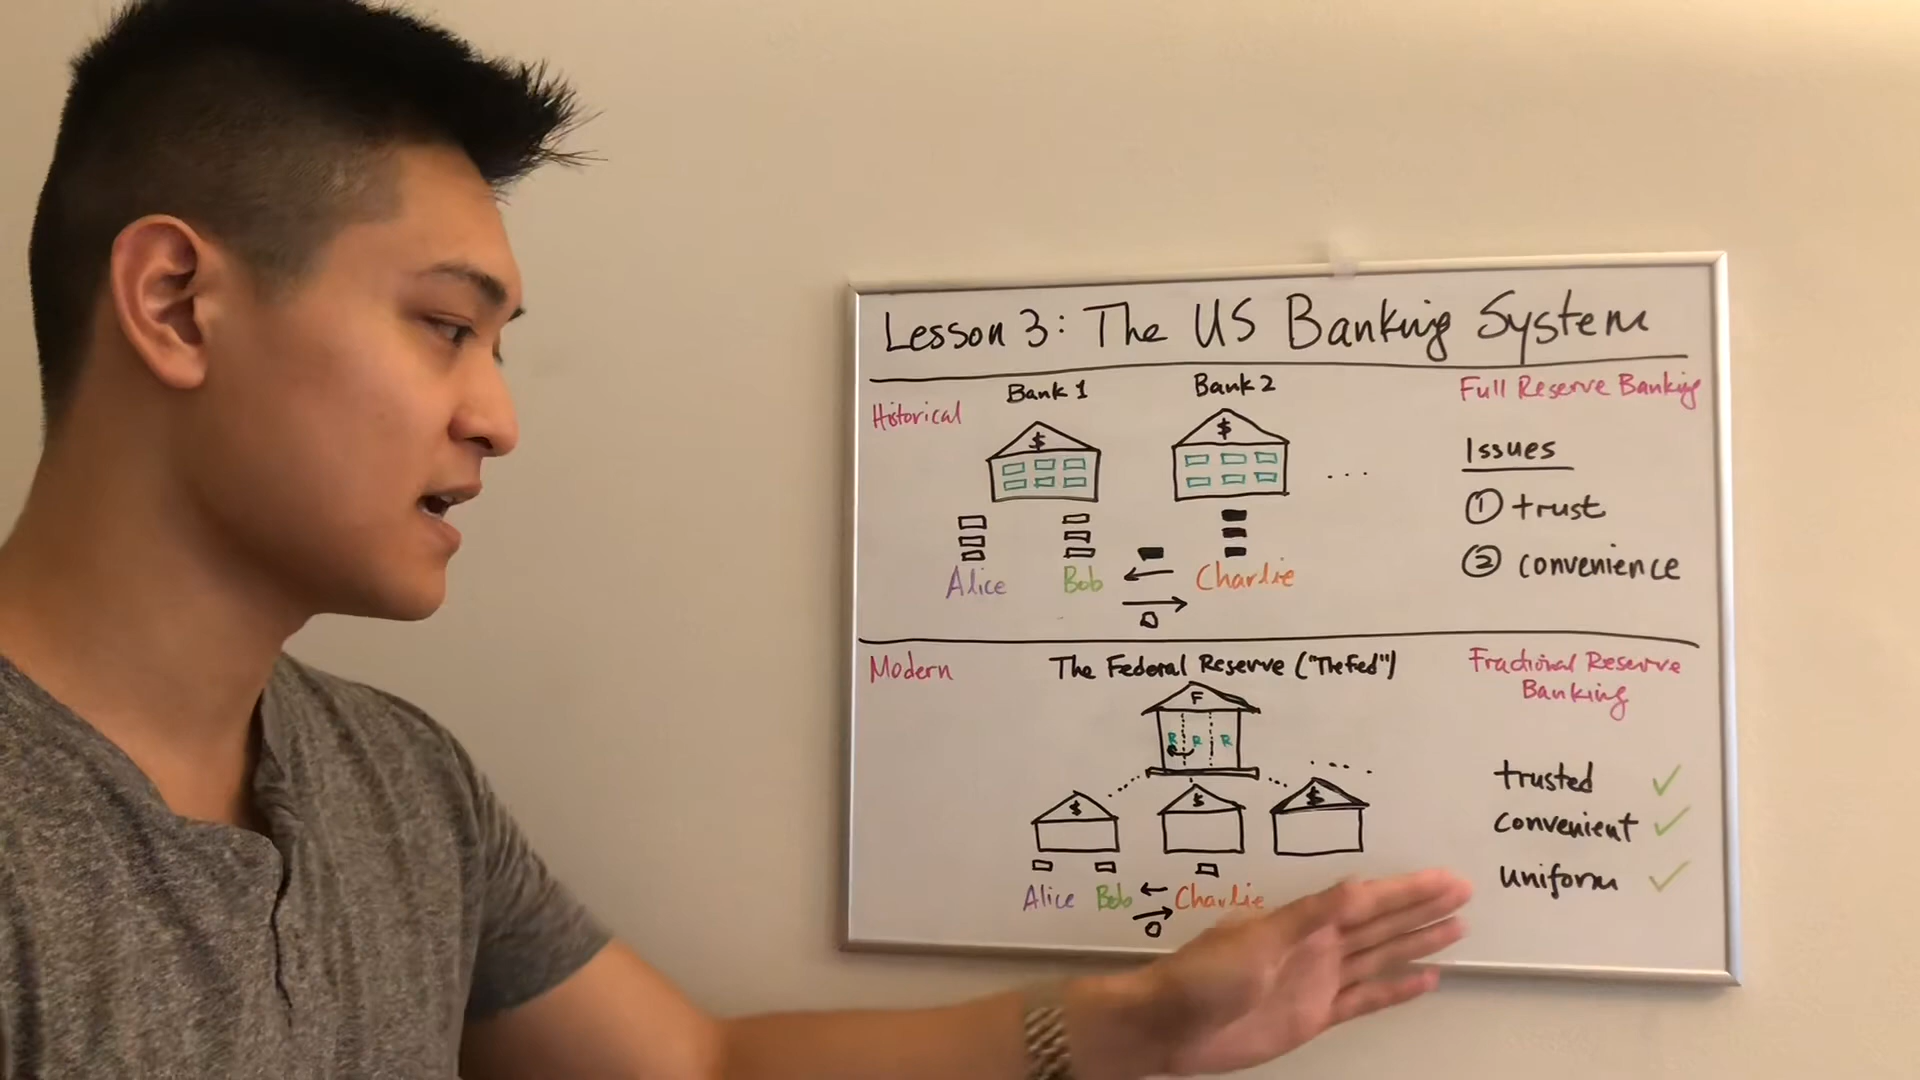 Lesson 3: The US Banking System
Historical
Bank 1
Bank 2
Full Reserve Banking
$
$
. . .
Issues
① trust
② convenience
Alice
Bob
Charlie
Modern
The Federal Reserve ("The Fed")
Fractional Reserve
Banking
F
R R R
$
$
$
trusted ✓
convenient ✓
uniform ✓
Alice
Bob
Charlie